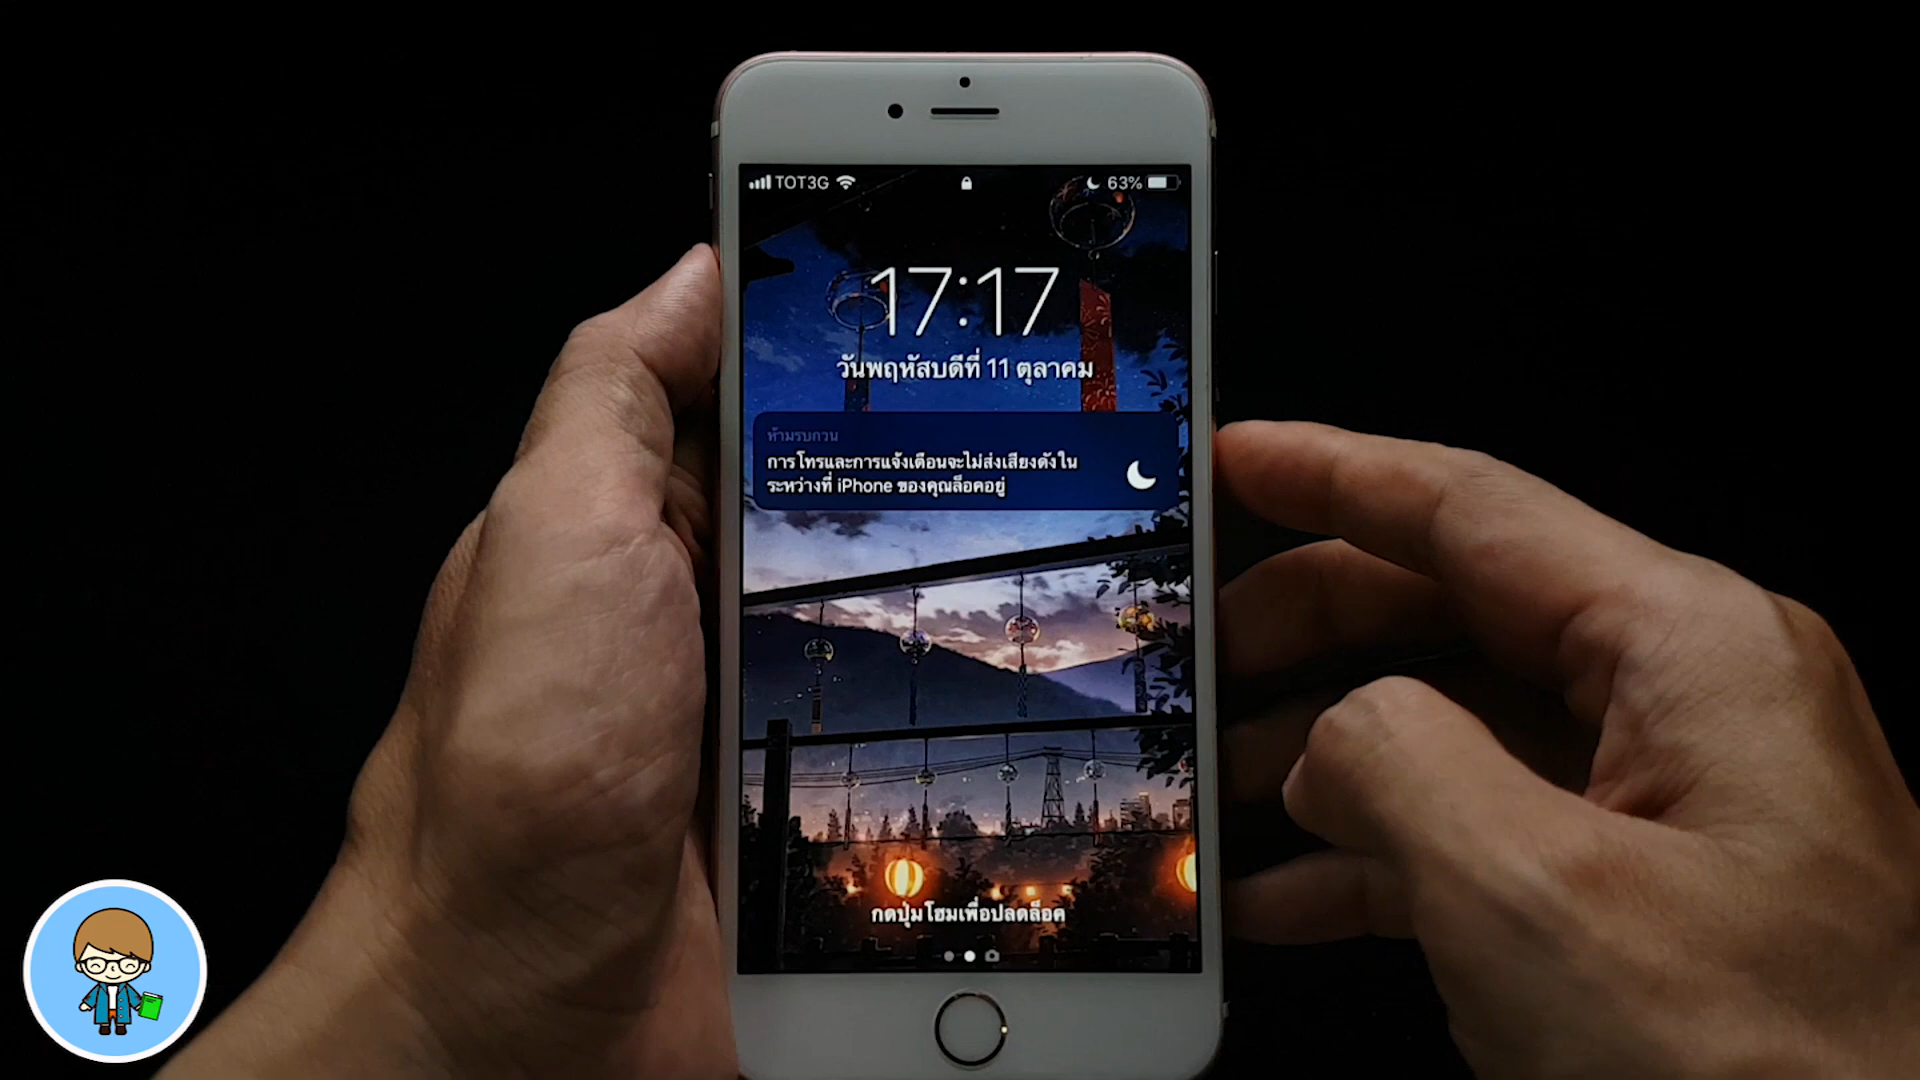 TOT3G 63%
17:17
วันพฤหัสบดีที่ 11 ตุลาคม
ห้ามรบกวน
การโทรและการแจ้งเตือนจะไม่ส่งเสียงดังใน
ระหว่างที่ iPhone ของคุณล็อคอยู่
กดปุ่มโฮมเพื่อปลดล็อค